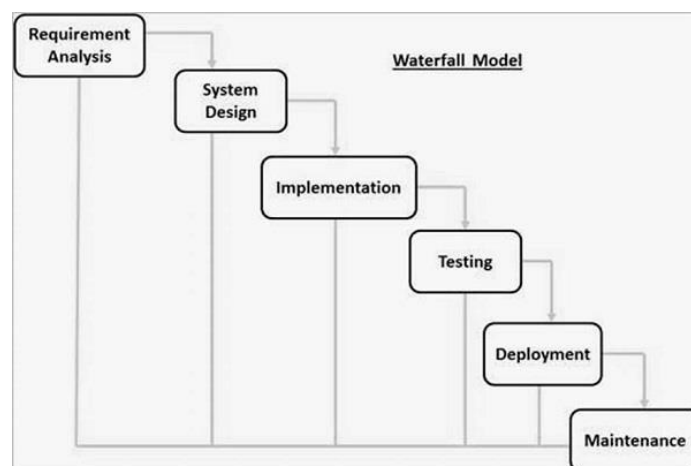 Requirement
Analysis
Waterfall Model
System
Design
Implementation
Testing
Deployment
Maintenance